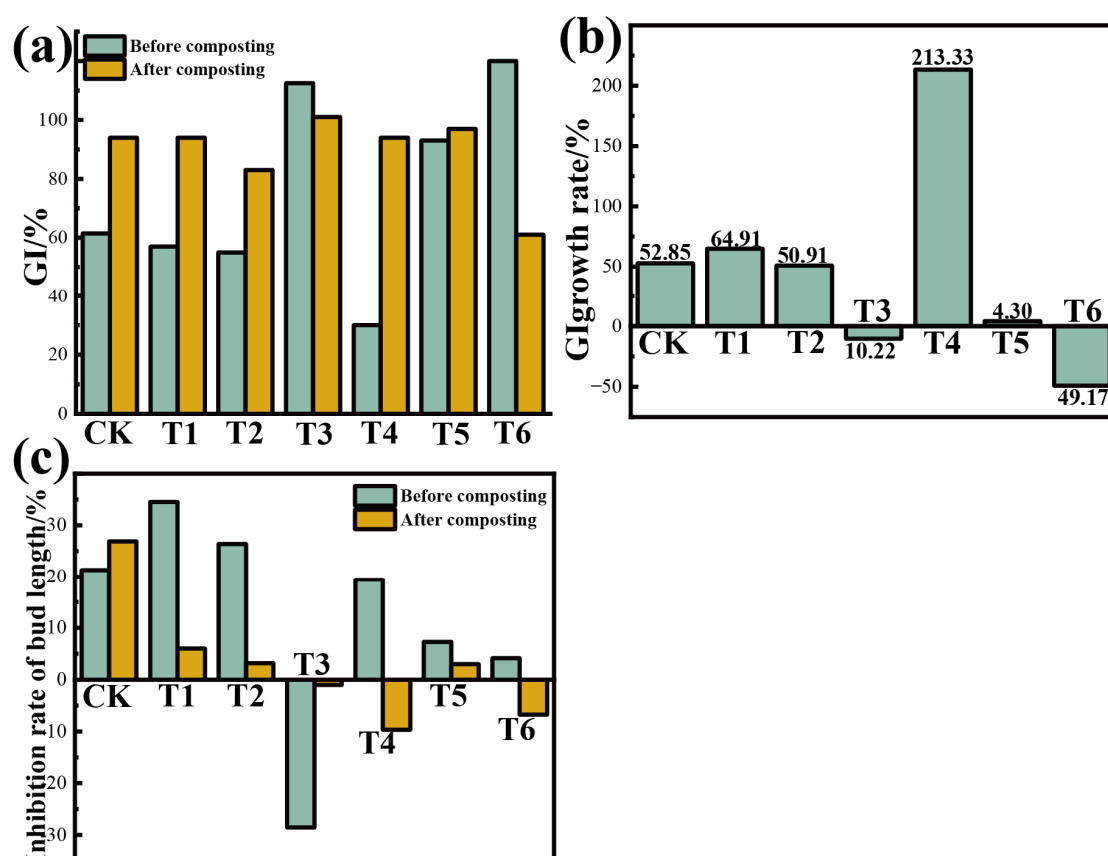 (a)
Before composting
After composting
GI/%
100
80
60
40
20
0
CK T1 T2 T3 T4 T5 T6
(b)
GIgrowth rate/%
200
150
100
50
0
−50
52.85 64.91 50.91 10.22 213.33 4.30 49.17
CK T1 T2 T3 T4 T5 T6
(c)
Before composting
After composting
Inhibition rate of bud length/%
30
20
10
0
10
20
30
CK T1 T2 T3 T4 T5 T6